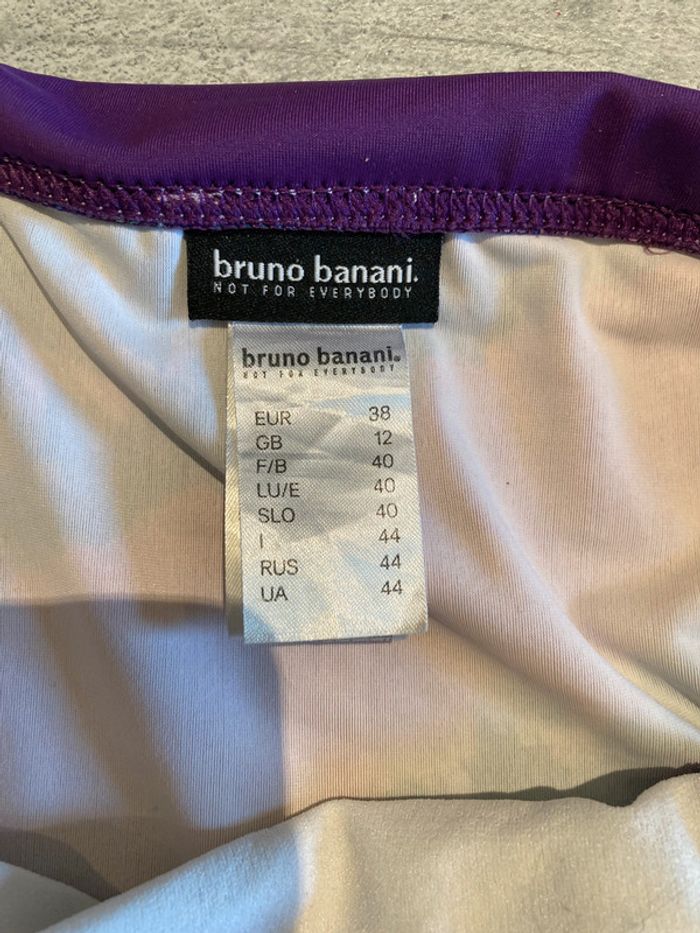 bruno banani.
NOT FOR EVERYBODY
bruno banani.
NOT FOR EVERYBODY
EUR 38
GB 12
F/B 40
LU/E 40
SLO 40
I 44
RUS 44
UA 44